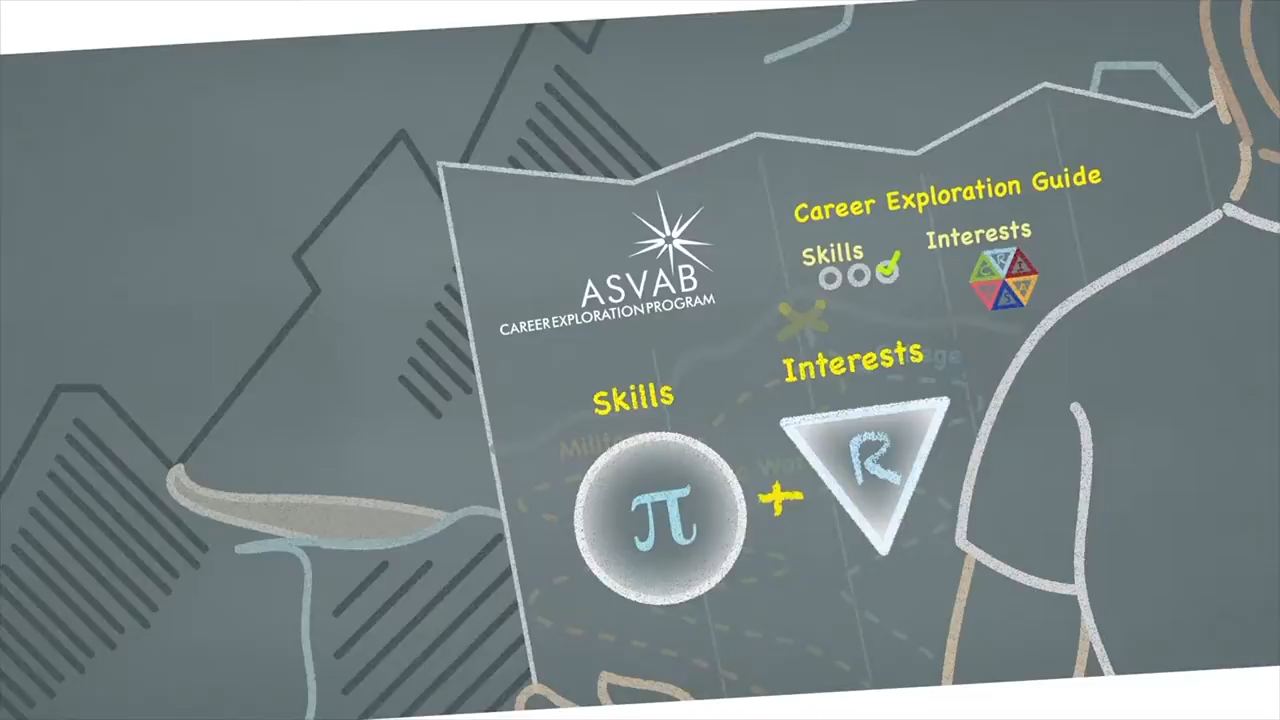 ASVAB
CAREER EXPLORATION PROGRAM
Career Exploration Guide
Skills
Interests
Skills
Interests
π
+
R